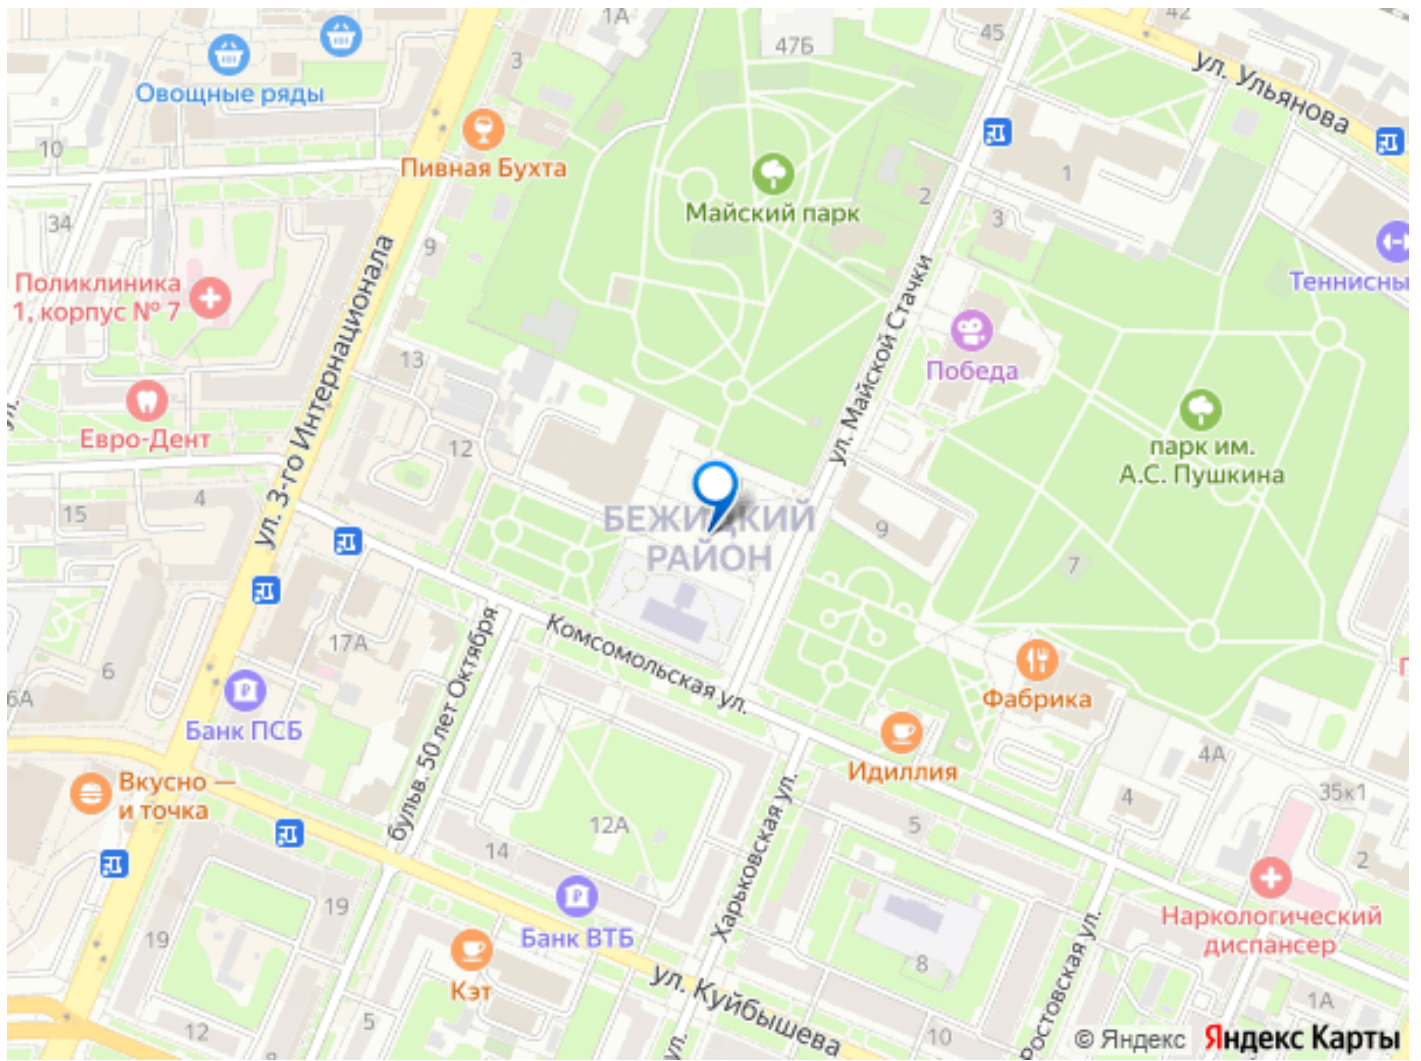 1А
42
45
47Б
3
ул. Ульянова
Овощные ряды
10
Пивная Бухта
1
2
Майский парк
34
3
9
Поликлиника
1, корпус № 7
Теннисны
ул. 3-го Интернационала
ул. Майской Стачки
Победа
13
ул.
Евро-Дент
12
парк им.
А.С. Пушкина
4
15
БЕЖИЦКИЙ
РАЙОН
9
7
17А
бульв. 50 лет Октября
Комсомольская ул.
6
6А
Фабрика
Банк ПСБ
Идиллия
4А
Вкусно —
и точка
35к1
4
12А
5
14
2
Харьковская ул.
19
Банк ВТБ
19
Наркологический
диспансер
8
Кэт
ул. Куйбышева
Ростовская ул.
5
12
10
1А
8
ул.
© Яндекс Яндекс Карты